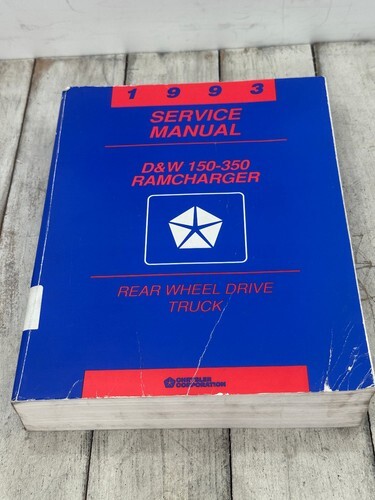 1993
SERVICE
MANUAL
D&W 150-350
RAMCHARGER
REAR WHEEL DRIVE
TRUCK
CHRYSLER
CORPORATION